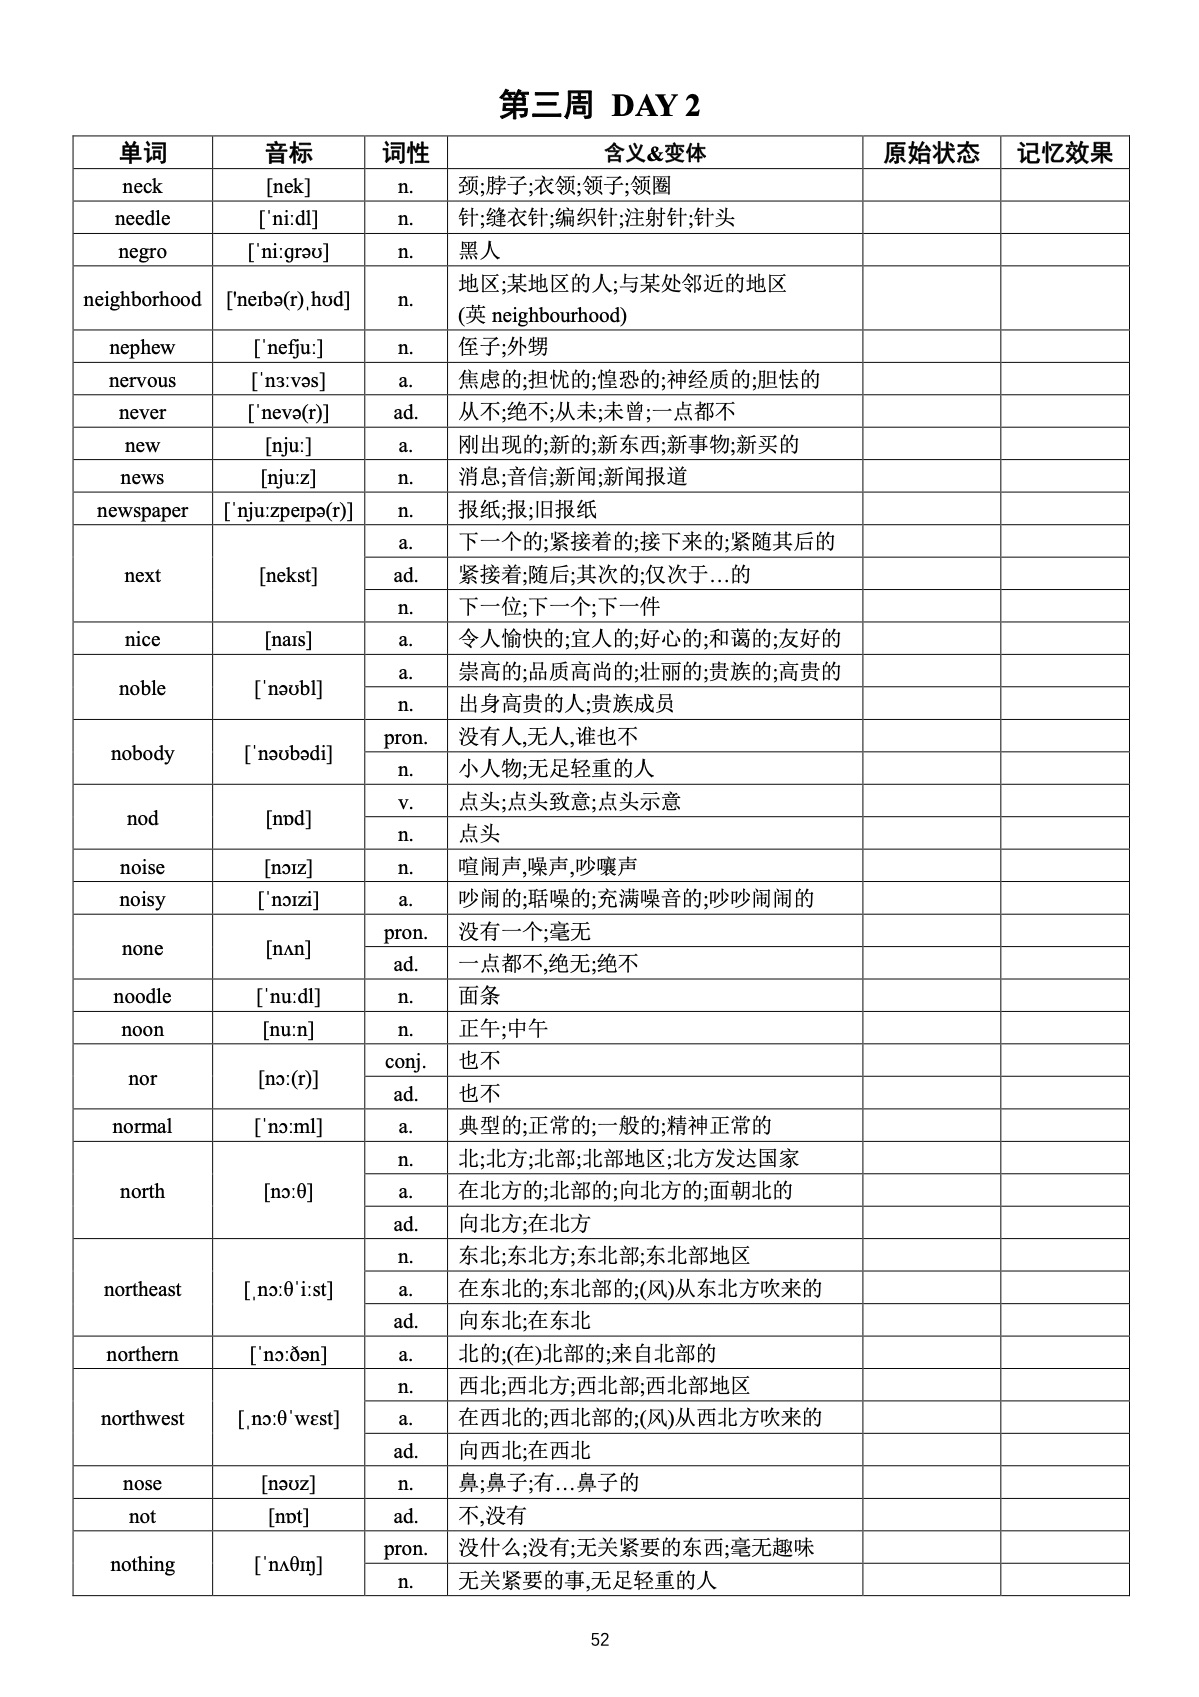 第三周 DAY 2
单词 音标 词性 含义&变体 原始状态 记忆效果
neck [nek] n. 颈;脖子;衣领;领子;领圈
needle [ˈniːdl] n. 针;缝衣针;编织针;注射针;针头
negro [ˈniːɡrəʊ] n. 黑人
neighborhood ['neɪbə(r)ˌhʊd] n. 地区;某地区的人;与某处邻近的地区
(英 neighbourhood)
nephew [ˈnefjuː] n. 侄子;外甥
nervous [ˈnɜːvəs] a. 焦虑的;担忧的;惶恐的;神经质的;胆怯的
never [ˈnevə(r)] ad. 从不;绝不;从未;未曾;一点都不
new [njuː] a. 刚出现的;新的;新东西;新事物;新买的
news [njuːz] n. 消息;音信;新闻;新闻报道
newspaper [ˈnjuːzpeɪpə(r)] n. 报纸;报;旧报纸
next [nekst] a. 下一个的;紧接着的;接下来的;紧随其后的
ad. 紧接着;随后;其次的;仅次于…的
n. 下一位;下一个;下一件
nice [naɪs] a. 令人愉快的;宜人的;好心的;和蔼的;友好的
noble [ˈnəʊbl] a. 崇高的;品质高尚的;壮丽的;贵族的;高贵的
n. 出身高贵的人;贵族成员
nobody [ˈnəʊbədi] pron. 没有人,无人,谁也不
n. 小人物;无足轻重的人
nod [nɒd] v. 点头;点头致意;点头示意
n. 点头
noise [nɔɪz] n. 喧闹声,噪声,吵嚷声
noisy [ˈnɔɪzi] a. 吵闹的;聒噪的;充满噪音的;吵吵闹闹的
none [nʌn] pron. 没有一个;毫无
ad. 一点都不,绝无;绝不
noodle [ˈnuːdl] n. 面条
noon [nuːn] n. 正午;中午
nor [nɔː(r)] conj. 也不
ad. 也不
normal [ˈnɔːml] a. 典型的;正常的;一般的;精神正常的
north [nɔːθ] n. 北;北方;北部;北部地区;北方发达国家
a. 在北方的;北部的;向北方的;面朝北的
ad. 向北方;在北方
northeast [ˌnɔːθˈiːst] n. 东北;东北方;东北部;东北部地区
a. 在东北的;东北部的;(风)从东北方吹来的
ad. 向东北;在东北
northern [ˈnɔːðən] a. 北的;(在)北部的;来自北部的
northwest [ˌnɔːθˈwɛst] n. 西北;西北方;西北部;西北部地区
a. 在西北的;西北部的;(风)从西北方吹来的
ad. 向西北;在西北
nose [nəʊz] n. 鼻;鼻子;有…鼻子的
not [nɒt] ad. 不,没有
nothing [ˈnʌθɪŋ] pron. 没什么;没有;无关紧要的东西;毫无趣味
n. 无关紧要的事,无足轻重的人
52